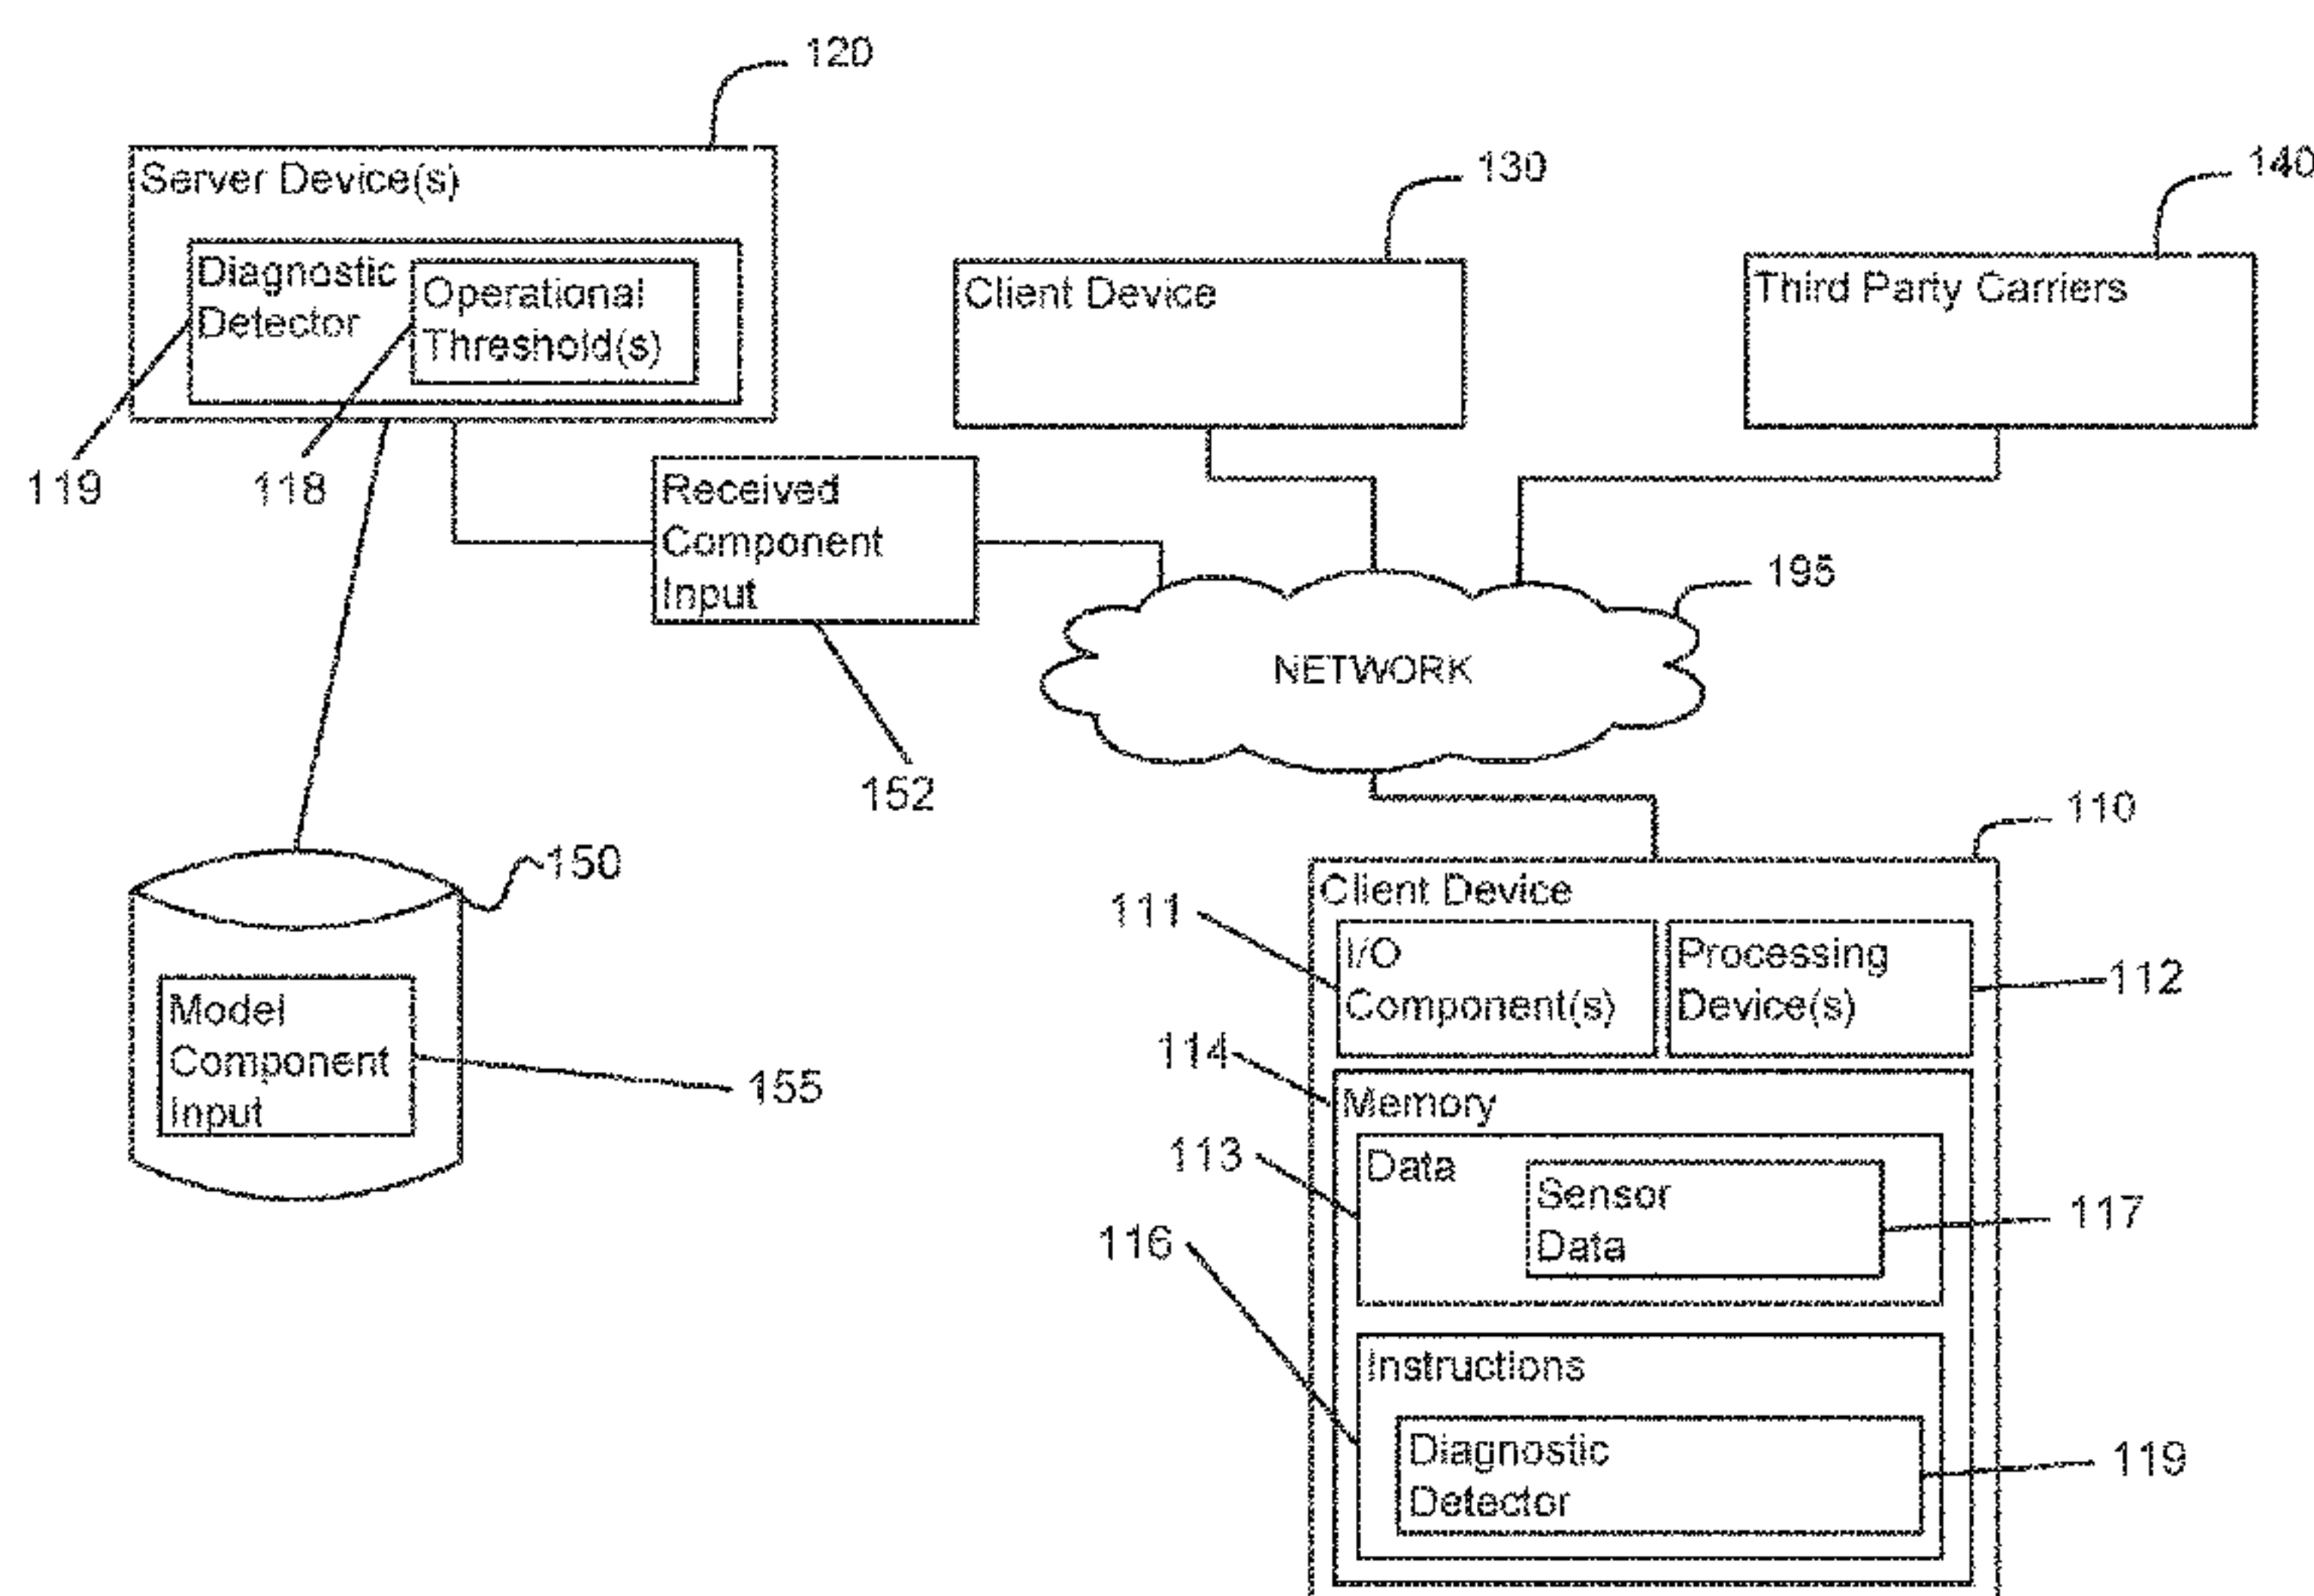 120
Server Device(s)
Diagnostic
Detector
Operational
Threshold(s)
119
118
130
Client Device
140
Third Party Carriers
Received
Component
Input
152
195
NETWORK
150
Model
Component
Input
155
110
Client Device
111
I/O
Component(s)
Processing
Device(s)
112
114
Memory
113
Data
Sensor
Data
117
116
Instructions
Diagnostic
Detector
119